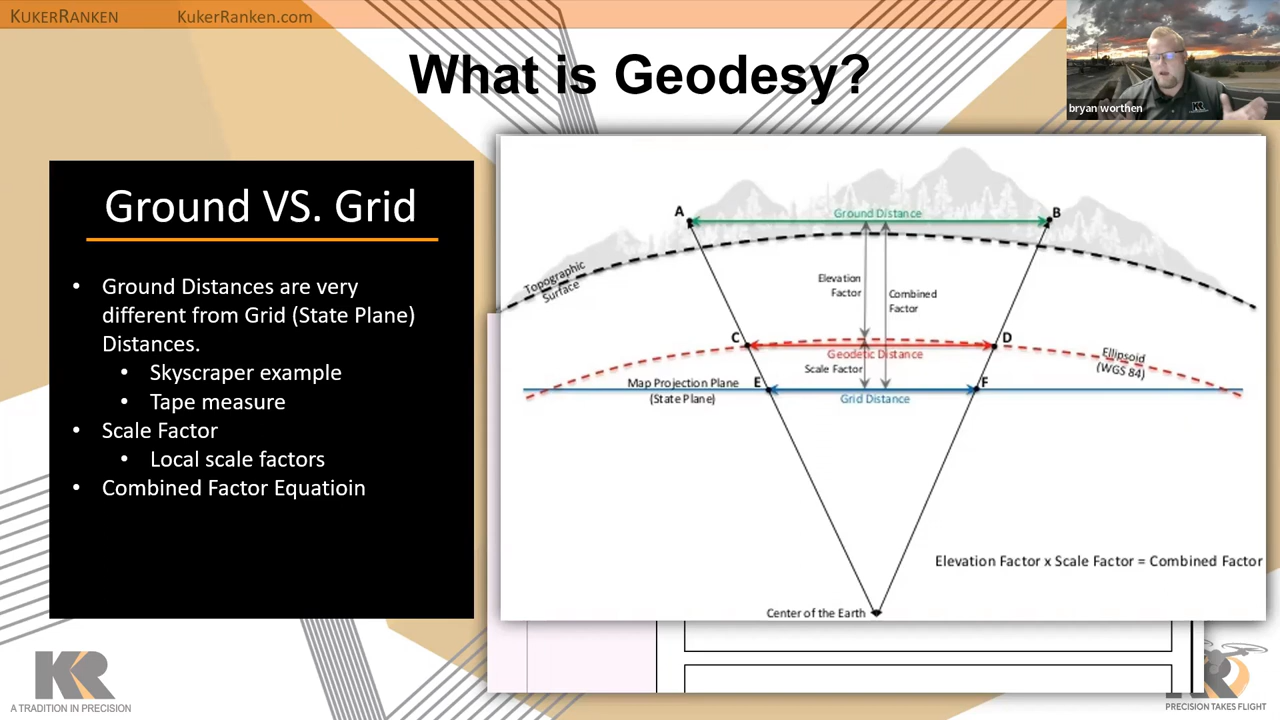 KUKERRANKEN
KukerRanken.com
What is Geodesy?
bryan worthen
Ground VS. Grid
• Ground Distances are very
different from Grid (State Plane)
Distances.
• Skyscraper example
• Tape measure
• Scale Factor
• Local scale factors
• Combined Factor Equatioin
A
Ground Distance
B
Topographic
Surface
Elevation
Factor
Combined
Factor
C
D
Geodetic Distance
Ellipsoid
(WGS 84)
Scale Factor
Map Projection Plane
(State Plane)
E
F
Grid Distance
Elevation Factor x Scale Factor = Combined Factor
Center of the Earth
KR
A TRADITION IN PRECISION
KR
PRECISION TAKES FLIGHT